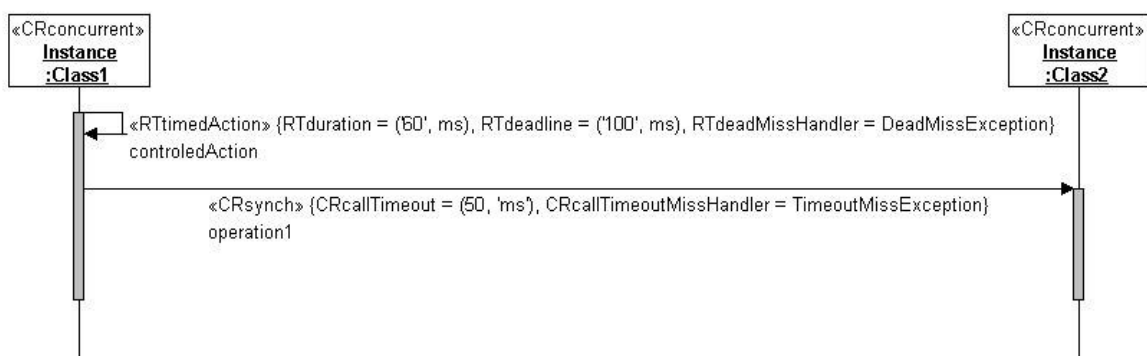 «CRconcurrent»
Instance
:Class1
«CRconcurrent»
Instance
:Class2
«RTtimedAction» {RTduration = ('60', ms), RTdeadline = ('100', ms), RTdeadMissHandler = DeadMissException}
controledAction
«CRsynch» {CRcallTimeout = (50, 'ms'), CRcallTimeoutMissHandler = TimeoutMissException}
operation1